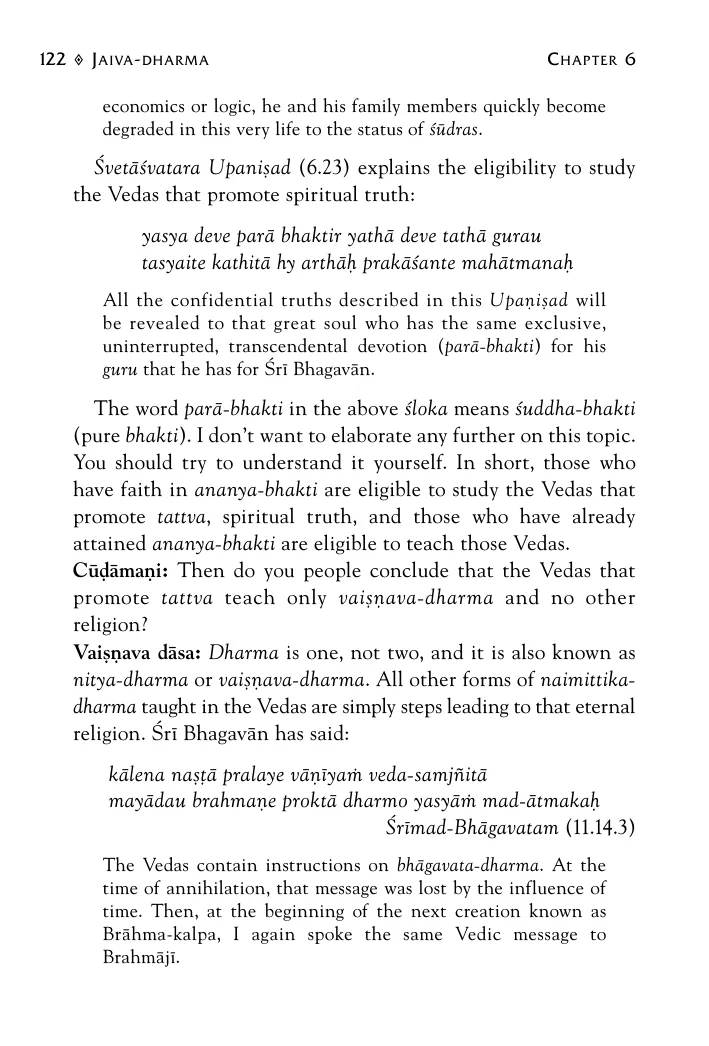 122 ◊ JAIVA-DHARMA CHAPTER 6
economics or logic, he and his family members quickly become
degraded in this very life to the status of śūdras.
Śvetāśvatara Upaniṣad (6.23) explains the eligibility to study
the Vedas that promote spiritual truth:
yasya deve parā bhaktir yathā deve tathā gurau
tasyaite kathitā hy arthāḥ prakāśante mahātmanaḥ
All the confidential truths described in this Upaṇiṣad will
be revealed to that great soul who has the same exclusive,
uninterrupted, transcendental devotion (parā-bhakti) for his
guru that he has for Śrī Bhagavān.
The word parā-bhakti in the above śloka means śuddha-bhakti
(pure bhakti). I don't want to elaborate any further on this topic.
You should try to understand it yourself. In short, those who
have faith in ananya-bhakti are eligible to study the Vedas that
promote tattva, spiritual truth, and those who have already
attained ananya-bhakti are eligible to teach those Vedas.
Cūḍāmaṇi: Then do you people conclude that the Vedas that
promote tattva teach only vaiṣṇava-dharma and no other
religion?
Vaiṣṇava dāsa: Dharma is one, not two, and it is also known as
nitya-dharma or vaiṣṇava-dharma. All other forms of naimittika-
dharma taught in the Vedas are simply steps leading to that eternal
religion. Śrī Bhagavān has said:
kālena naṣṭā pralaye vāṇīyaṁ veda-samjñitā
mayādau brahmaṇe proktā dharmo yasyāṁ mad-ātmakaḥ
Śrīmad-Bhāgavatam (11.14.3)
The Vedas contain instructions on bhāgavata-dharma. At the
time of annihilation, that message was lost by the influence of
time. Then, at the beginning of the next creation known as
Brāhma-kalpa, I again spoke the same Vedic message to
Brahmājī.